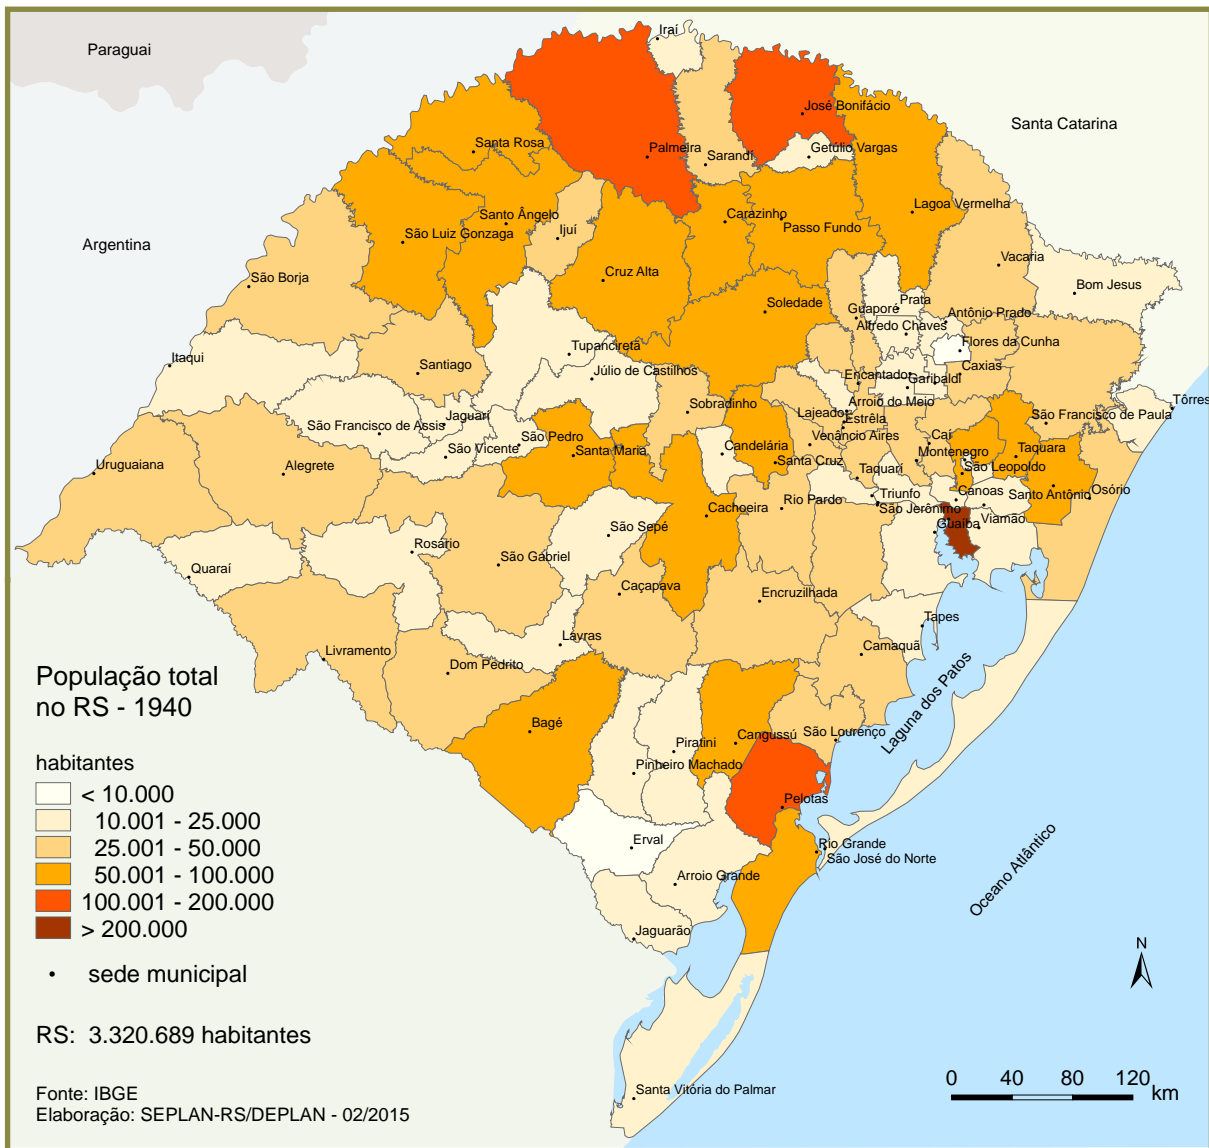 Iraí
Paraguai
José Bonifácio
Santa Catarina
Santa Rosa
Palmeira
Sarandí
Getúlio Vargas
Lagoa Vermelha
Santo Ângelo
Carazinho
Passo Fundo
Ijuí
São Luiz Gonzaga
Argentina
Vacaria
São Borja
Cruz Alta
Bom Jesus
Soledade
Prata
Guaporé
Antônio Prado
Alfredo Chaves
Flores da Cunha
Tupanciretã
Itaqui
Santiago
Júlio de Castilhos
Encantado
Garibaldi
Caxias
Arroio do Meio
Tôrres
Sobradinho
Lajeado
Estrêla
São Francisco de Paula
Jaguarí
São Francisco de Assis
São Pedro
Venâncio Aires
Caí
São Vicente
Santa Maria
Candelária
Montenegro
Taquara
Uruguaiana
Alegrete
Santa Cruz
Taquarí
São Leopoldo
Rio Pardo
Triunfo
Canoas
Santo Antônio
Osório
São Jerônimo
Cachoeira
São Sepé
Guaíba
Viamão
Rosário
São Gabriel
Quaraí
Caçapava
Encruzilhada
Tapes
Lavras
Camaquã
Livramento
Dom Pedrito
População total
no RS - 1940
Laguna dos Patos
Bagé
Cangussú
São Lourenço
Piratini
Pinheiro Machado
habitantes
< 10.000
10.001 - 25.000
25.001 - 50.000
50.001 - 100.000
100.001 - 200.000
> 200.000
Pelotas
Erval
Rio Grande
São José do Norte
Arroio Grande
Oceano Atlântico
Jaguarão
N
sede municipal
RS: 3.320.689 habitantes
Santa Vitória do Palmar
0 40 80 120
km
Fonte: IBGE
Elaboração: SEPLAN-RS/DEPLAN - 02/2015